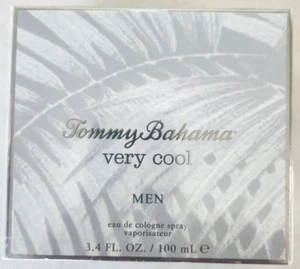 Tommy Bahama
very cool
MEN
eau de cologne spray
vaporisateur
3.4 FL. OZ. / 100 mL ℮